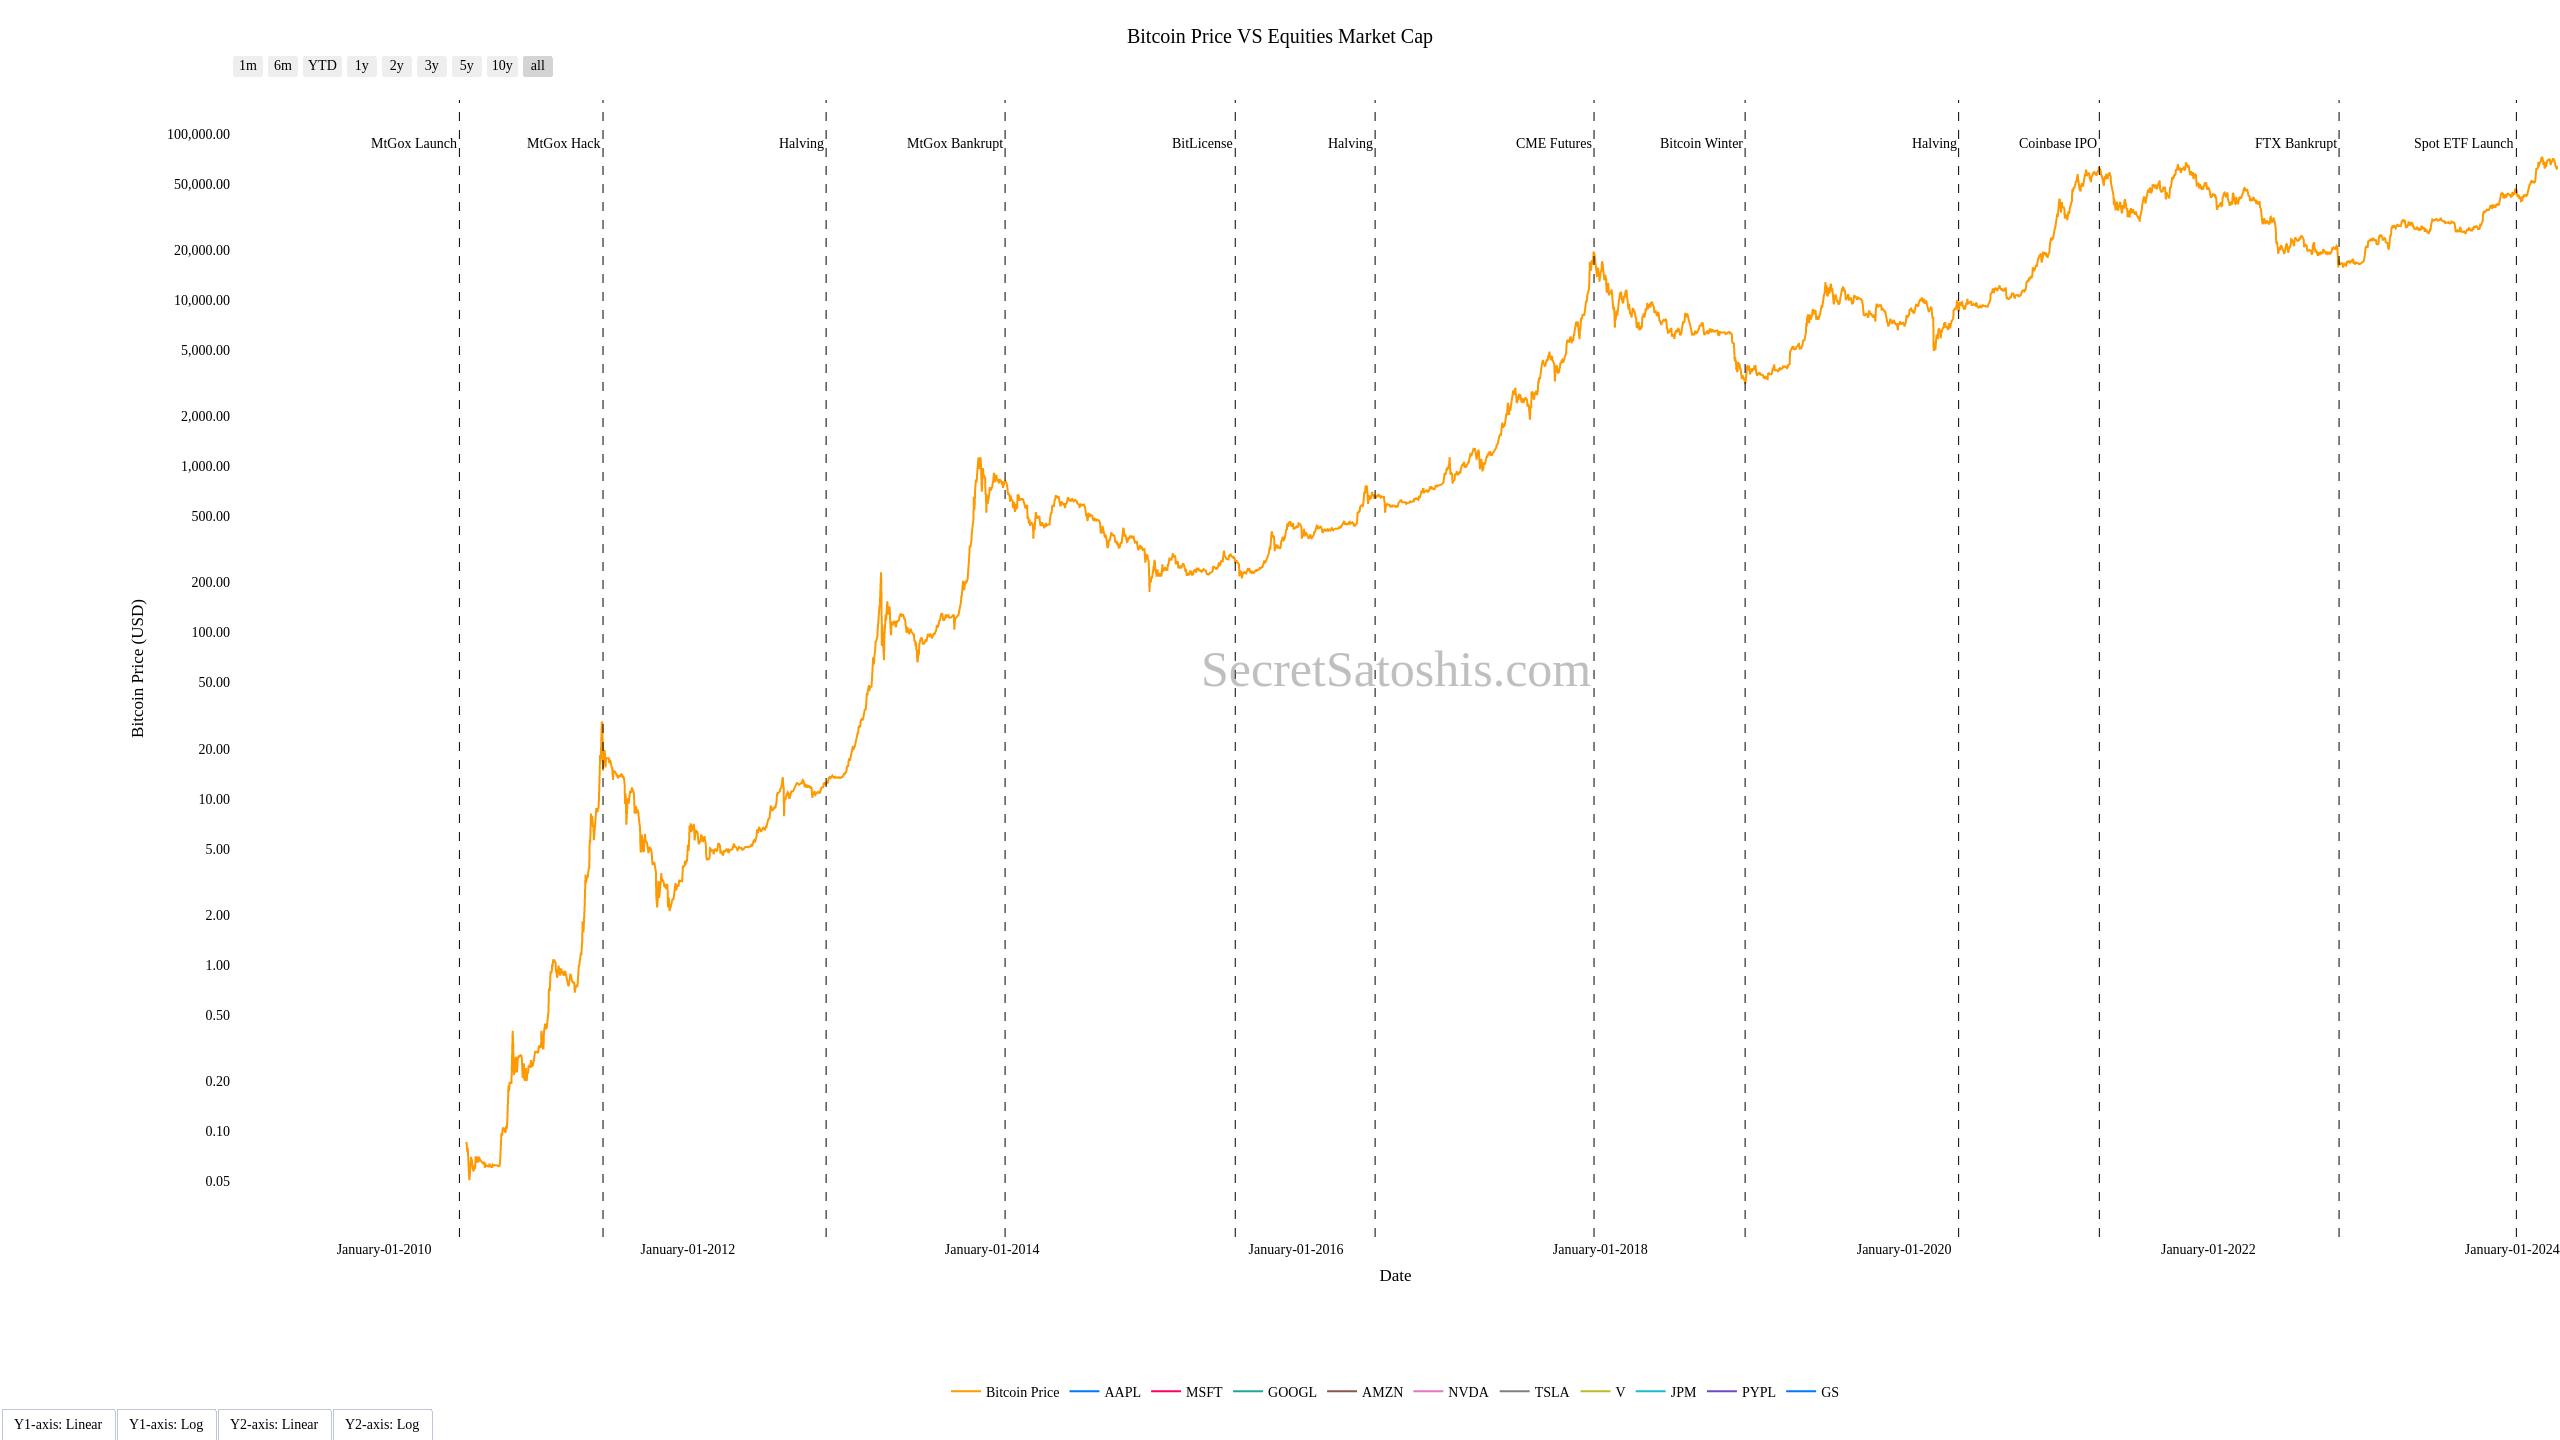 Bitcoin Price VS Equities Market Cap
1m 6m YTD 1y 2y 3y 5y 10y all
MtGox Launch MtGox Hack Halving MtGox Bankrupt BitLicense Halving CME Futures Bitcoin Winter Halving Coinbase IPO FTX Bankrupt Spot ETF Launch
100,000.00
50,000.00
20,000.00
10,000.00
5,000.00
2,000.00
1,000.00
500.00
200.00
100.00
50.00
20.00
10.00
5.00
2.00
1.00
0.50
0.20
0.10
0.05
Bitcoin Price (USD)
SecretSatoshis.com
January-01-2010 January-01-2012 January-01-2014 January-01-2016 January-01-2018 January-01-2020 January-01-2022 January-01-2024
Date
Bitcoin Price AAPL MSFT GOOGL AMZN NVDA TSLA V JPM PYPL GS
Y1-axis: Linear Y1-axis: Log Y2-axis: Linear Y2-axis: Log